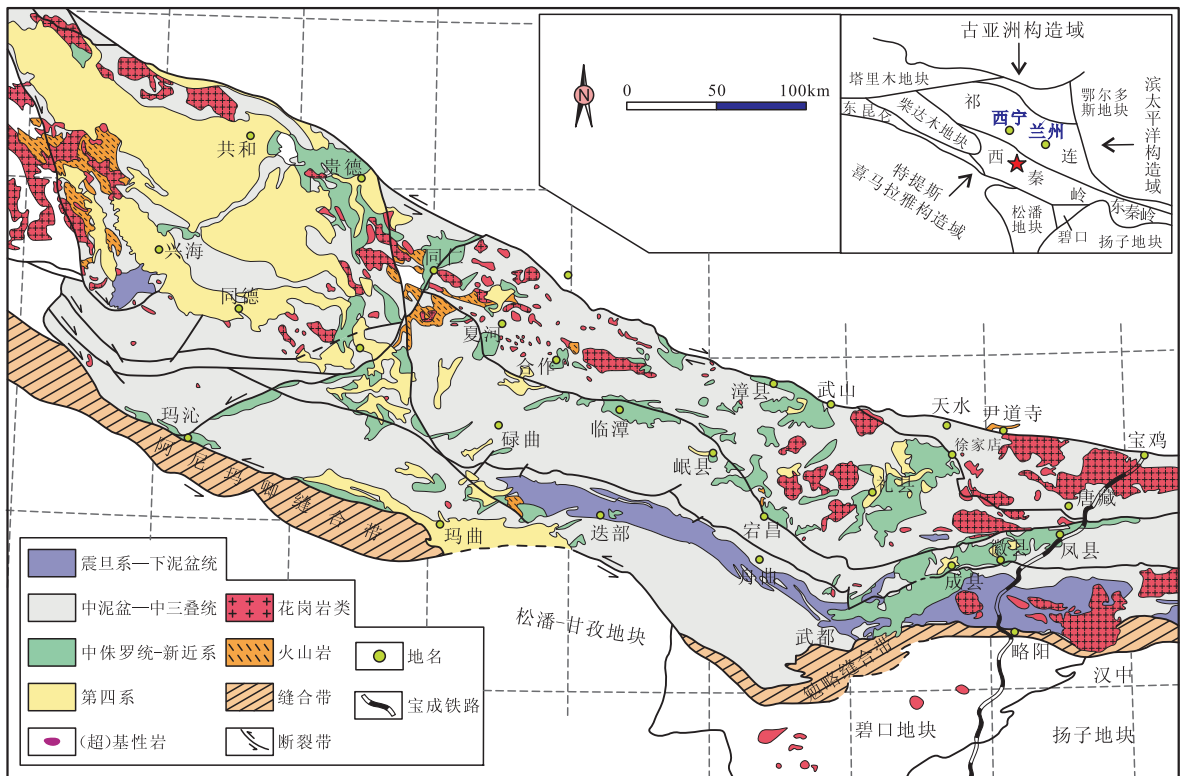 古亚洲构造域
塔里木地块
祁
鄂尔多
斯地块
滨太平洋构造域
东昆仑
柴达木地块
西宁
兰州
西
连
秦
岭
特提斯
喜马拉雅构造域
松潘
地块
碧口
东秦岭
扬子地块
N
0
50
100km
共和
贵德
兴海
同德
同仁
夏河
合作
漳县
武山
天水
尹道寺
玛沁
碌曲
临潭
岷县
徐家店
宝鸡
礼县
唐藏
阿尼玛卿缝合带
玛曲
迭部
宕昌
舟曲
徽县
成县
凤县
武都
略阳
勉略缝合带
松潘-甘孜地块
汉中
碧口地块
扬子地块
震旦系—下泥盆统
中泥盆—中三叠统
花岗岩类
中侏罗统-新近系
火山岩
地名
第四系
缝合带
宝成铁路
(超)基性岩
断裂带